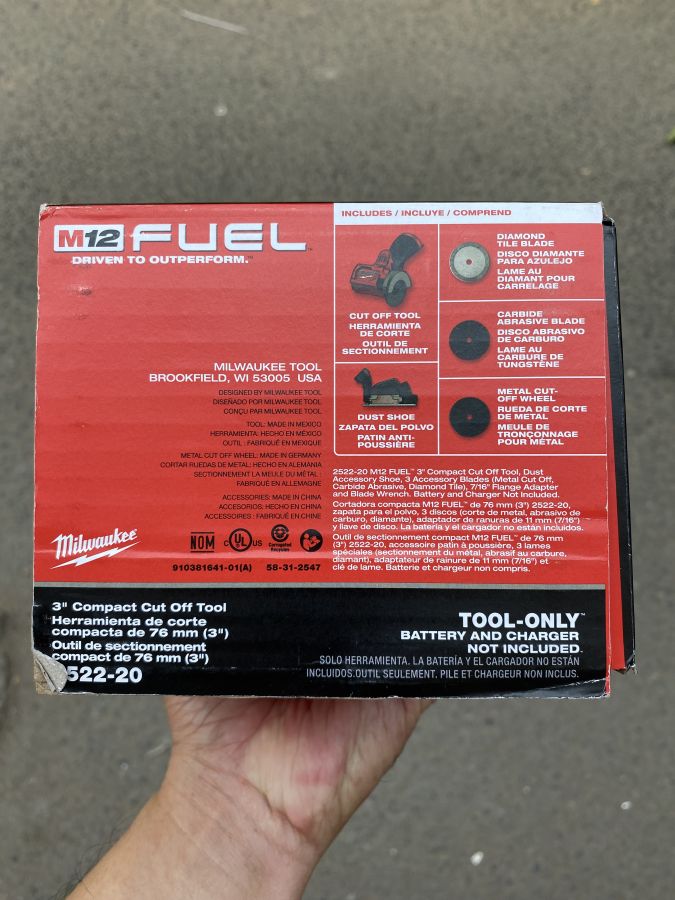 M12 FUEL™
DRIVEN TO OUTPERFORM.™
MILWAUKEE TOOL
BROOKFIELD, WI 53005 USA
DESIGNED BY MILWAUKEE TOOL
DISEÑADO POR MILWAUKEE TOOL
CONÇU PAR MILWAUKEE TOOL
TOOL: MADE IN MEXICO
HERRAMIENTA: HECHO EN MÉXICO
OUTIL : FABRIQUÉ EN MEXIQUE
METAL CUT OFF WHEEL: MADE IN GERMANY
CORTAR RUEDAS DE METAL: HECHO EN ALEMANIA
SECTIONNEMENT LA MEULE DU MÉTAL :
FABRIQUÉ EN ALLEMAGNE
ACCESSORIES: MADE IN CHINA
ACCESORIOS: HECHO EN CHINA
ACCESSOIRES : FABRIQUÉ EN CHINE
Milwaukee
NOM
C UL US
Corrugated
Recycles
910381641-01(A) 58-31-2547
INCLUDES / INCLUYE / COMPREND
CUT OFF TOOL
HERRAMIENTA
DE CORTE
OUTIL DE
SECTIONNEMENT
DUST SHOE
ZAPATA DEL POLVO
PATIN ANTI-
POUSSIÈRE
DIAMOND
TILE BLADE
DISCO DIAMANTE
PARA AZULEJO
LAME AU
DIAMANT POUR
CARRELAGE
CARBIDE
ABRASIVE BLADE
DISCO ABRASIVO
DE CARBURO
LAME AU
CARBURE DE
TUNGSTÈNE
METAL CUT-
OFF WHEEL
RUEDA DE CORTE
DE METAL
MEULE DE
TRONÇONNAGE
POUR MÉTAL
2522-20 M12 FUEL™ 3" Compact Cut Off Tool, Dust
Accessory Shoe, 3 Accessory Blades (Metal Cut Off,
Carbide Abrasive, Diamond Tile), 7/16" Flange Adapter
and Blade Wrench. Battery and Charger Not Included.
Cortadora compacta M12 FUEL™ de 76 mm (3") 2522-20,
zapata para el polvo, 3 discos (corte de metal, abrasivo de
carburo, diamante), adaptador de ranuras de 11 mm (7/16")
y llave de disco. La batería y el cargador no están incluidos.
Outil de sectionnement compact M12 FUEL™ de 76 mm
(3") 2522-20, accessoire patin à poussière, 3 lames
spéciales (sectionnement du métal, abrasif au carbure,
diamant), adaptateur de rainure de 11 mm (7/16") et
clé de lame. Batterie et chargeur non compris.
3" Compact Cut Off Tool
Herramienta de corte
compacta de 76 mm (3")
Outil de sectionnement
compact de 76 mm (3")
522-20
TOOL-ONLY™
BATTERY AND CHARGER
NOT INCLUDED.
SOLO HERRAMIENTA. LA BATERÍA Y EL CARGADOR NO ESTÁN
INCLUIDOS. OUTIL SEULEMENT. PILE ET CHARGEUR NON INCLUS.